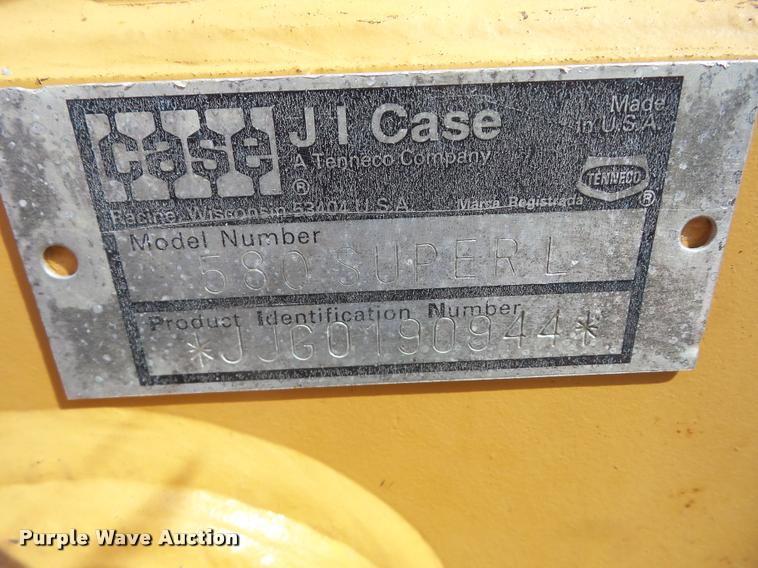 case
J I Case
A Tenneco Company
Made
in U.S.A.
TENNECO
®
®
Racine, Wisconsin 53404 U.S.A.
Marca Registrada
Model Number
580 SUPER L
Product Identification Number
*JJG0190944*
Purple Wave Auction